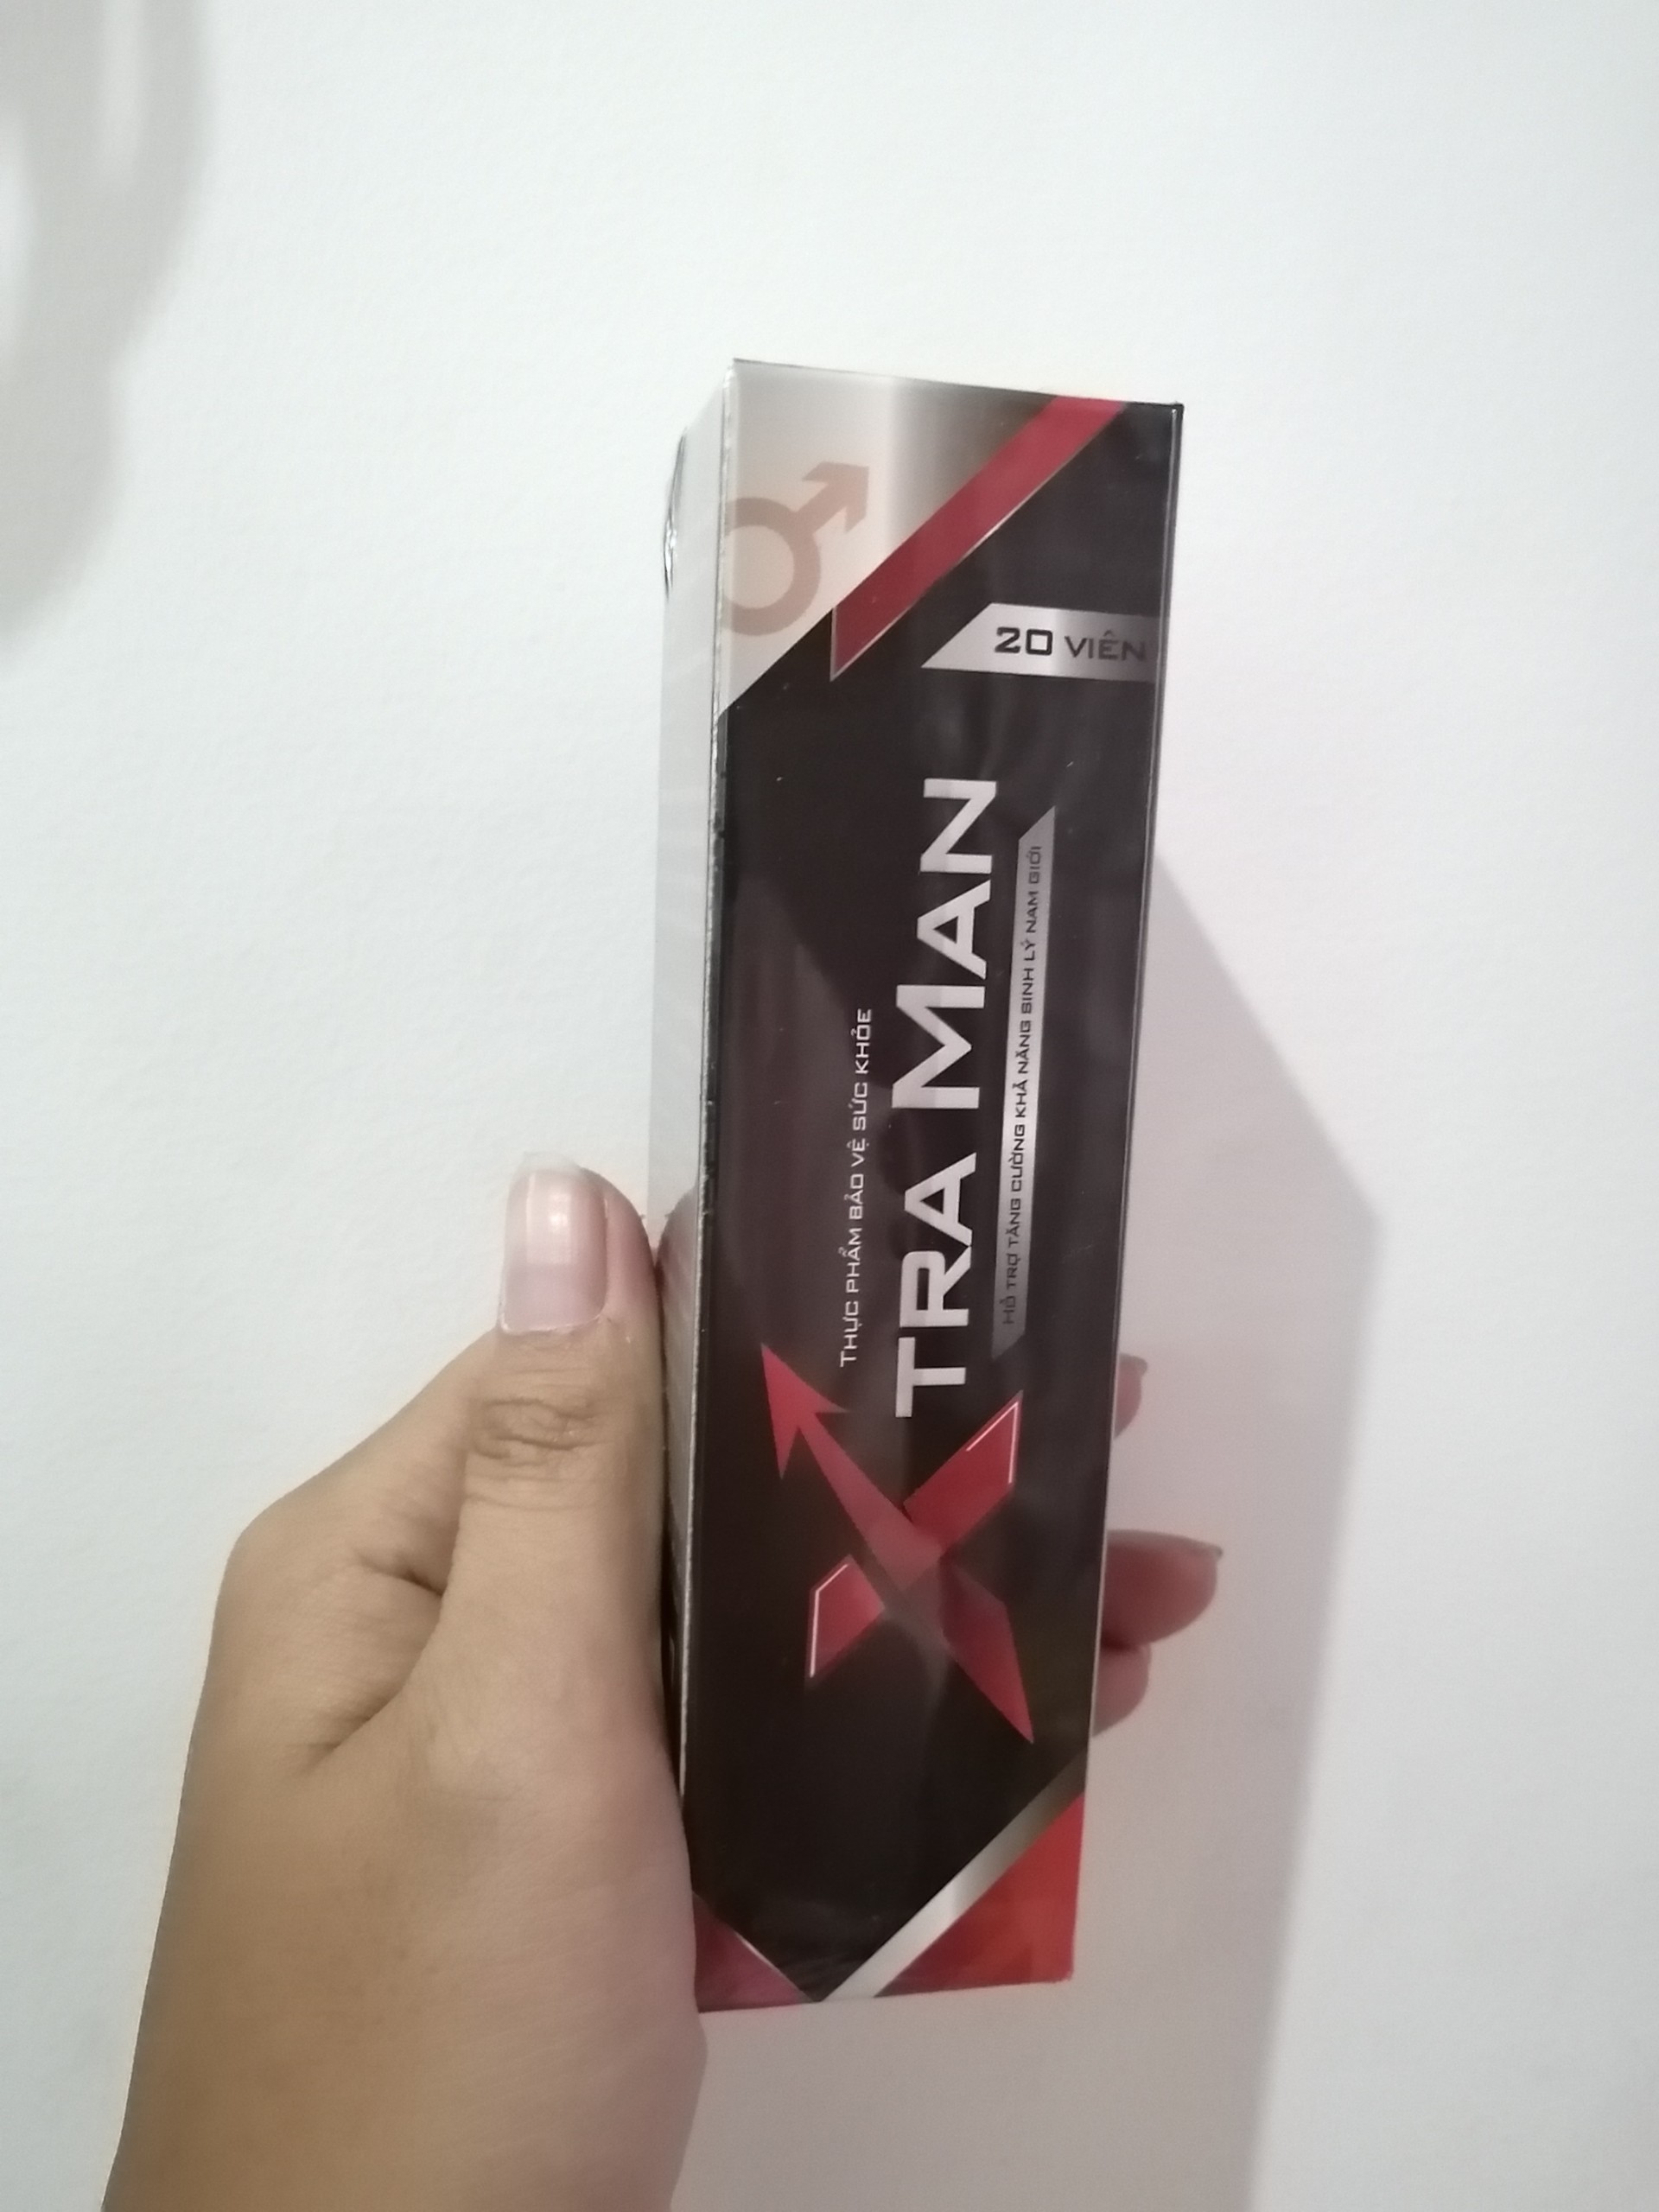 20 VIÊN
THỰC PHẨM BẢO VỆ SỨC KHỎE
XTRA MAN
HỖ TRỢ TĂNG CƯỜNG KHẢ NĂNG SINH LÝ NAM GIỚI